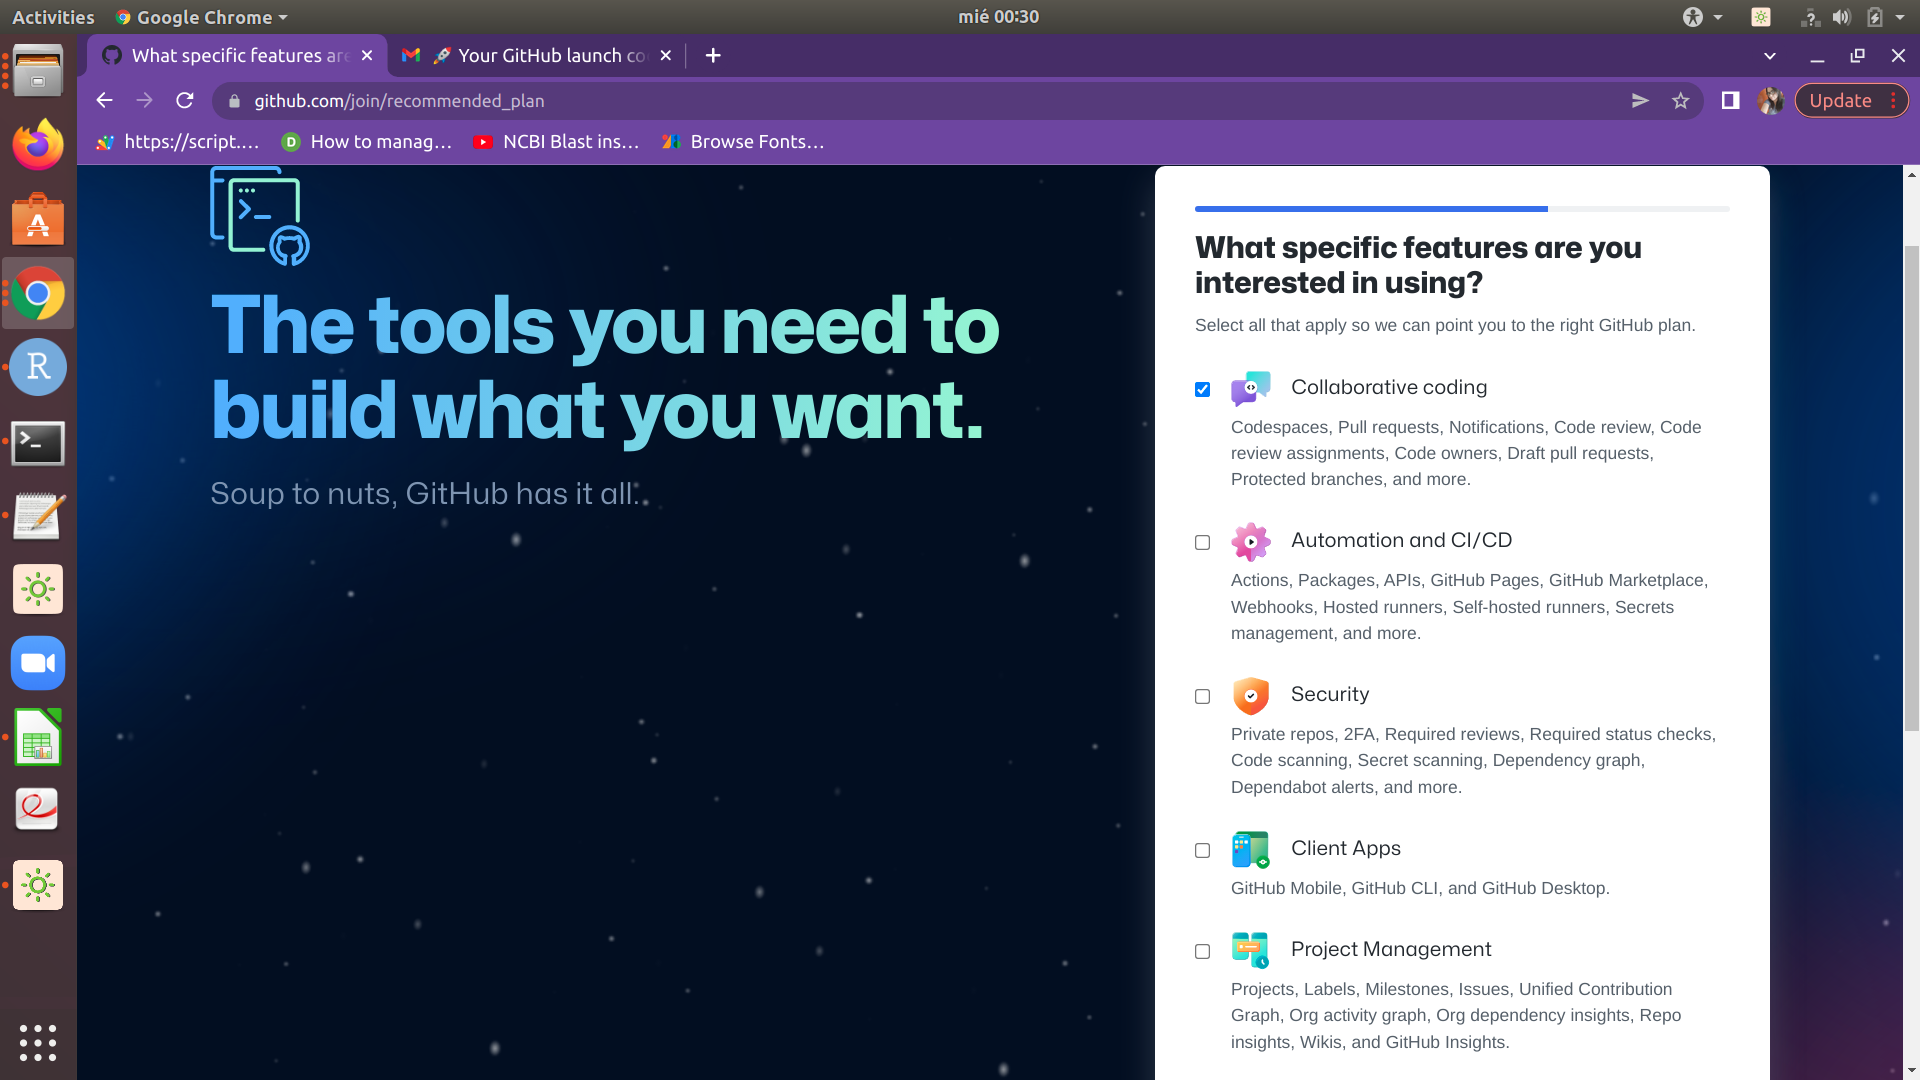 Activities
Google Chrome
mié 00:30
What specific features are
🚀 Your GitHub launch co
github.com/join/recommended_plan
Update
https://script....
D How to manag...
NCBI Blast ins...
Browse Fonts...
The tools you need to
build what you want.
Soup to nuts, GitHub has it all.
What specific features are you
interested in using?
Select all that apply so we can point you to the right GitHub plan.
Collaborative coding
Codespaces, Pull requests, Notifications, Code review, Code
review assignments, Code owners, Draft pull requests,
Protected branches, and more.
Automation and CI/CD
Actions, Packages, APIs, GitHub Pages, GitHub Marketplace,
Webhooks, Hosted runners, Self-hosted runners, Secrets
management, and more.
Security
Private repos, 2FA, Required reviews, Required status checks,
Code scanning, Secret scanning, Dependency graph,
Dependabot alerts, and more.
Client Apps
GitHub Mobile, GitHub CLI, and GitHub Desktop.
Project Management
Projects, Labels, Milestones, Issues, Unified Contribution
Graph, Org activity graph, Org dependency insights, Repo
insights, Wikis, and GitHub Insights.